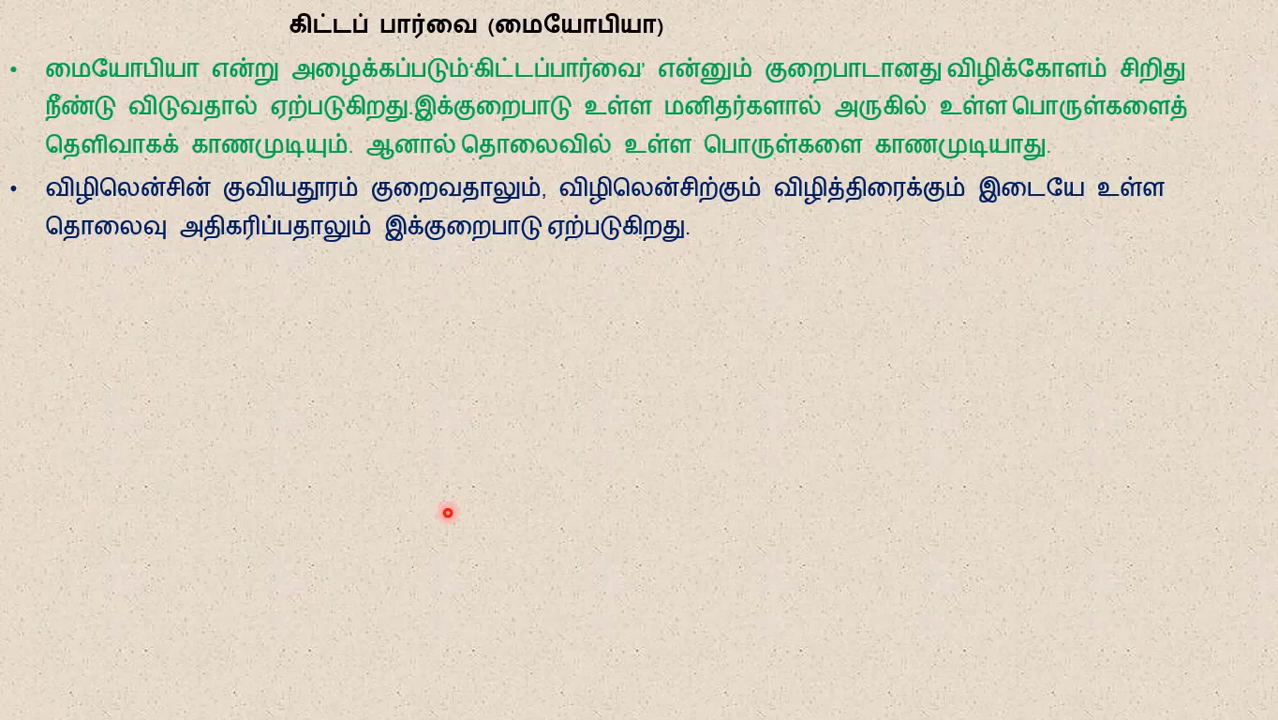 கிட்டப் பார்வை (மையோபியா)
• மையோபியா என்று அழைக்கப்படும்‘கிட்டப்பார்வை’ என்னும் குறைபாடானது விழிக்கோளம் சிறிது
நீண்டு விடுவதால் ஏற்படுகிறது.இக்குறைபாடு உள்ள மனிதர்களால் அருகில் உள்ள பொருள்களைத்
தெளிவாகக் காணமுடியும். ஆனால் தொலைவில் உள்ள பொருள்களை காணமுடியாது.
• விழிலென்சின் குவியதூரம் குறைவதாலும், விழிலென்சிற்கும் விழித்திரைக்கும் இடையே உள்ள
தொலைவு அதிகரிப்பதாலும் இக்குறைபாடு ஏற்படுகிறது.